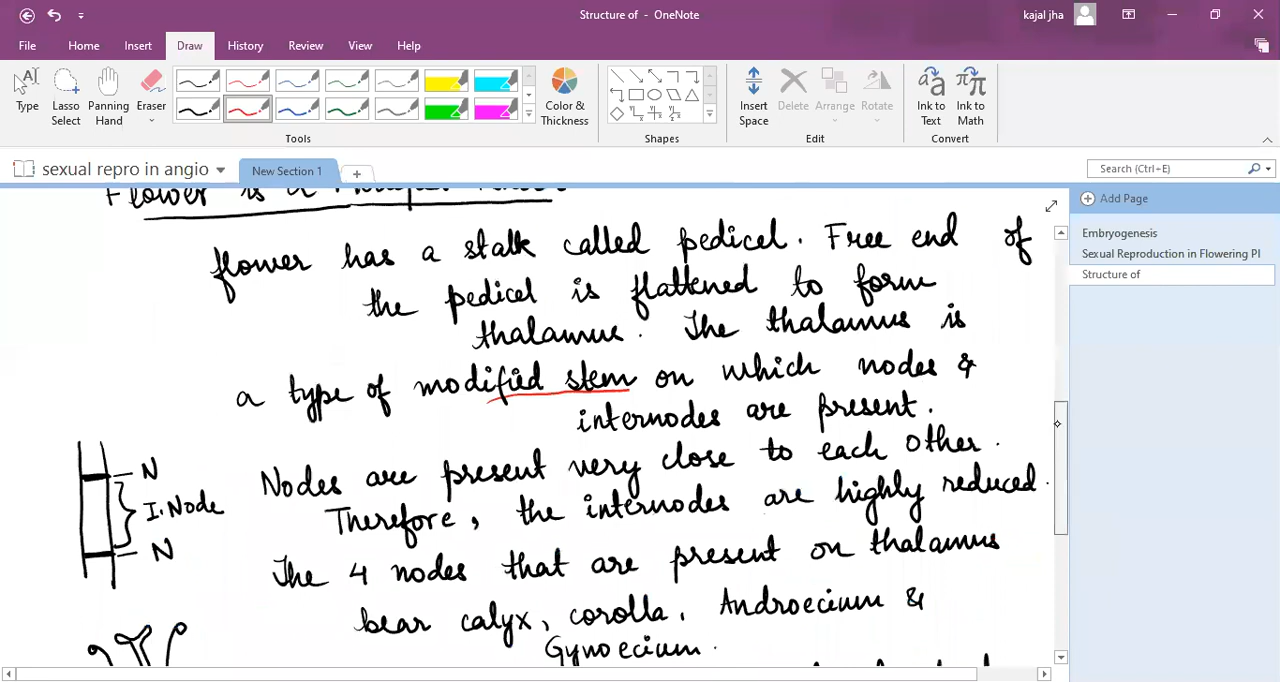 Structure of - OneNote
kajal jha
File Home Insert Draw History Review View Help
Type Lasso Select Panning Hand Eraser Color & Thickness Insert Space Delete Arrange Rotate Ink to Text Ink to Math
Tools Shapes Edit Convert
sexual repro in angio New Section 1 Search (Ctrl+E)
Add Page
Embryogenesis
Sexual Reproduction in Flowering Pl
Structure of
Flower is a
flower has a stalk called pedicel. Free end of
the pedicel is flattened to form
thalamus. The thalamus is
a type of modified stem on which nodes &
internodes are present.
Nodes are present very close to each other.
Therefore, the internodes are highly reduced.
N
I.Node
N
The 4 nodes that are present on thalamus
bear calyx, corolla, Androecium &
Gynoecium.